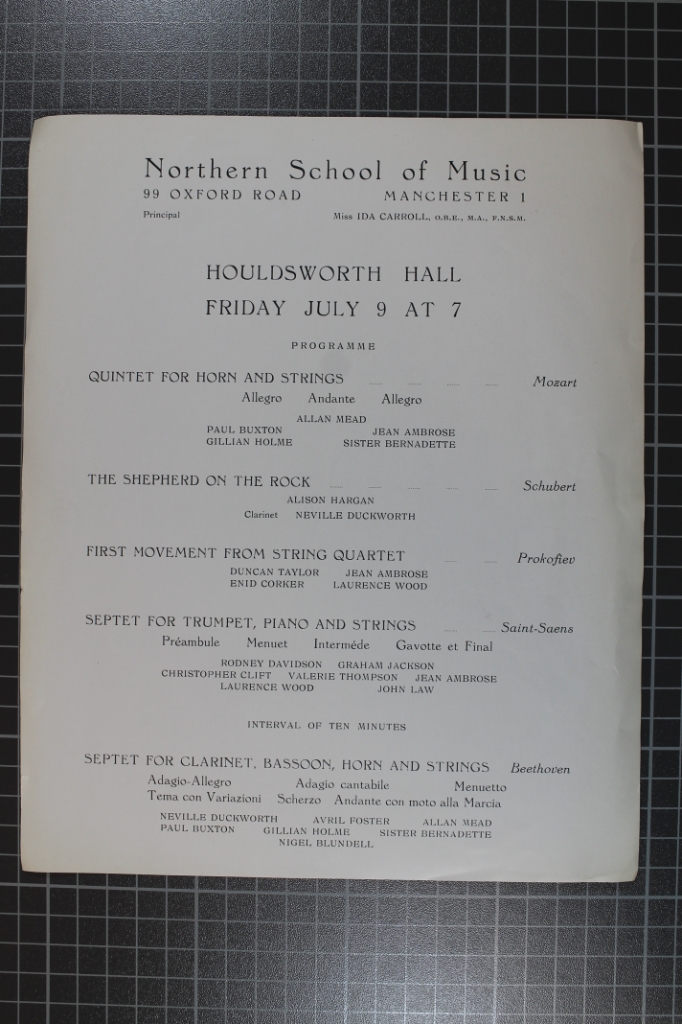 Northern School of Music
99 OXFORD ROAD MANCHESTER 1
Principal Miss IDA CARROLL, O.B.E., M.A., F.N.S.M.
HOULDSWORTH HALL
FRIDAY JULY 9 AT 7
PROGRAMME
QUINTET FOR HORN AND STRINGS Mozart
Allegro Andante Allegro
ALLAN MEAD
PAUL BUXTON JEAN AMBROSE
GILLIAN HOLME SISTER BERNADETTE
THE SHEPHERD ON THE ROCK Schubert
ALISON HARGAN
Clarinet NEVILLE DUCKWORTH
FIRST MOVEMENT FROM STRING QUARTET Prokofiev
DUNCAN TAYLOR JEAN AMBROSE
ENID CORKER LAURENCE WOOD
SEPTET FOR TRUMPET, PIANO AND STRINGS Saint-Saens
Préambule Menuet Interméde Gavotte et Final
RODNEY DAVIDSON GRAHAM JACKSON
CHRISTOPHER CLIFT VALERIE THOMPSON JEAN AMBROSE
LAURENCE WOOD JOHN LAW
INTERVAL OF TEN MINUTES
SEPTET FOR CLARINET, BASSOON, HORN AND STRINGS Beethoven
Adagio-Allegro Adagio cantabile Menuetto
Tema con Variazioni Scherzo Andante con moto alla Marcia
NEVILLE DUCKWORTH AVRIL FOSTER ALLAN MEAD
PAUL BUXTON GILLIAN HOLME SISTER BERNADETTE
NIGEL BLUNDELL